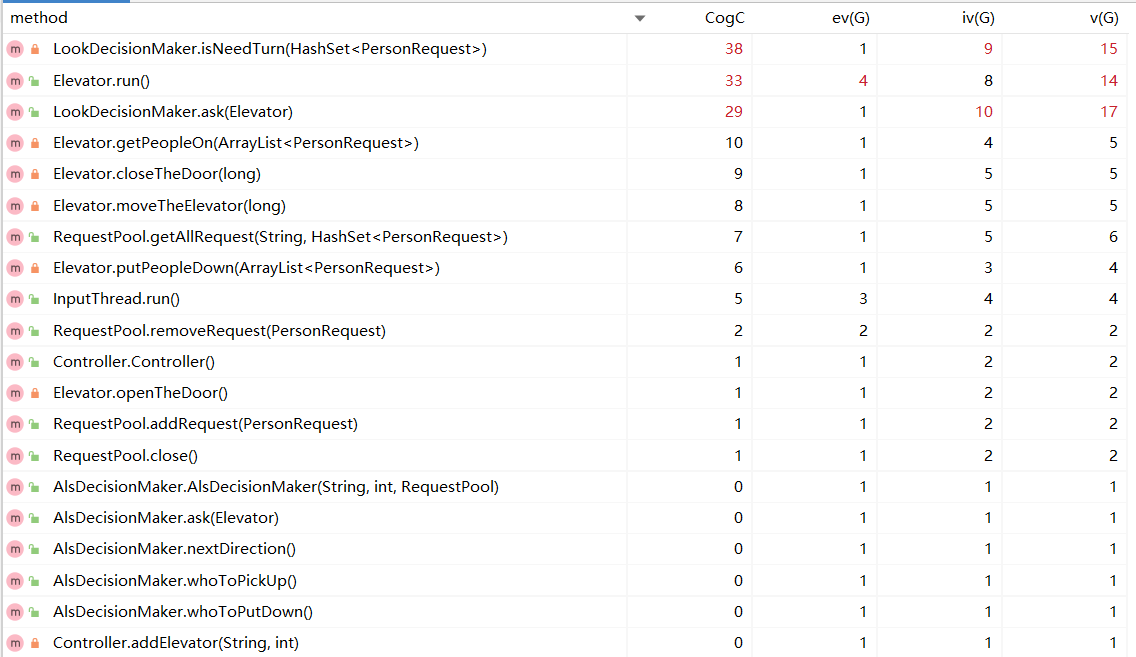 method CogC ev(G) iv(G) v(G)
m LookDecisionMaker.isNeedTurn(HashSet<PersonRequest>) 38 1 9 15
m Elevator.run() 33 4 8 14
m LookDecisionMaker.ask(Elevator) 29 1 10 17
m Elevator.getPeopleOn(ArrayList<PersonRequest>) 10 1 4 5
m Elevator.closeTheDoor(long) 9 1 5 5
m Elevator.moveTheElevator(long) 8 1 5 5
m RequestPool.getAllRequest(String, HashSet<PersonRequest>) 7 1 5 6
m Elevator.putPeopleDown(ArrayList<PersonRequest>) 6 1 3 4
m InputThread.run() 5 3 4 4
m RequestPool.removeRequest(PersonRequest) 2 2 2 2
m Controller.Controller() 1 1 2 2
m Elevator.openTheDoor() 1 1 2 2
m RequestPool.addRequest(PersonRequest) 1 1 2 2
m RequestPool.close() 1 1 2 2
m AlsDecisionMaker.AlsDecisionMaker(String, int, RequestPool) 0 1 1 1
m AlsDecisionMaker.ask(Elevator) 0 1 1 1
m AlsDecisionMaker.nextDirection() 0 1 1 1
m AlsDecisionMaker.whoToPickUp() 0 1 1 1
m AlsDecisionMaker.whoToPutDown() 0 1 1 1
m Controller.addElevator(String, int) 0 1 1 1